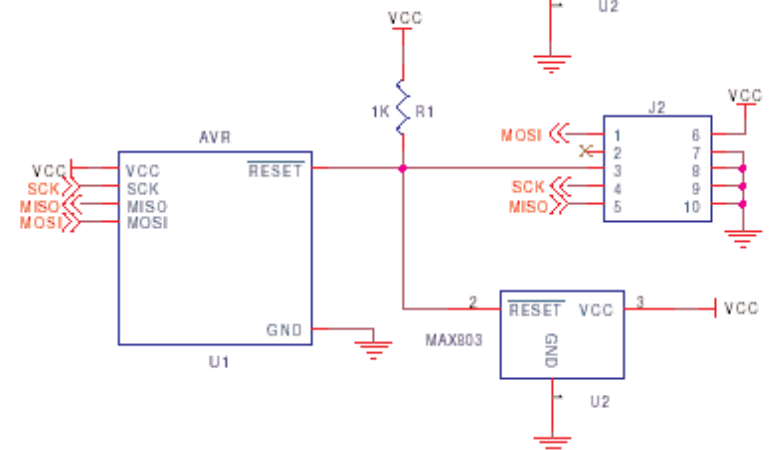 U2
VCC
1K R1
VCC
J2
MOSI 1 6
2 7
3 8
SCK 4 9
MISO 5 10
AVR
VCC VCC RESET
SCK SCK
MISO MISO
MOSI MOSI
GND
U1
2 RESET VCC 3 VCC
MAX803
GND
1
U2